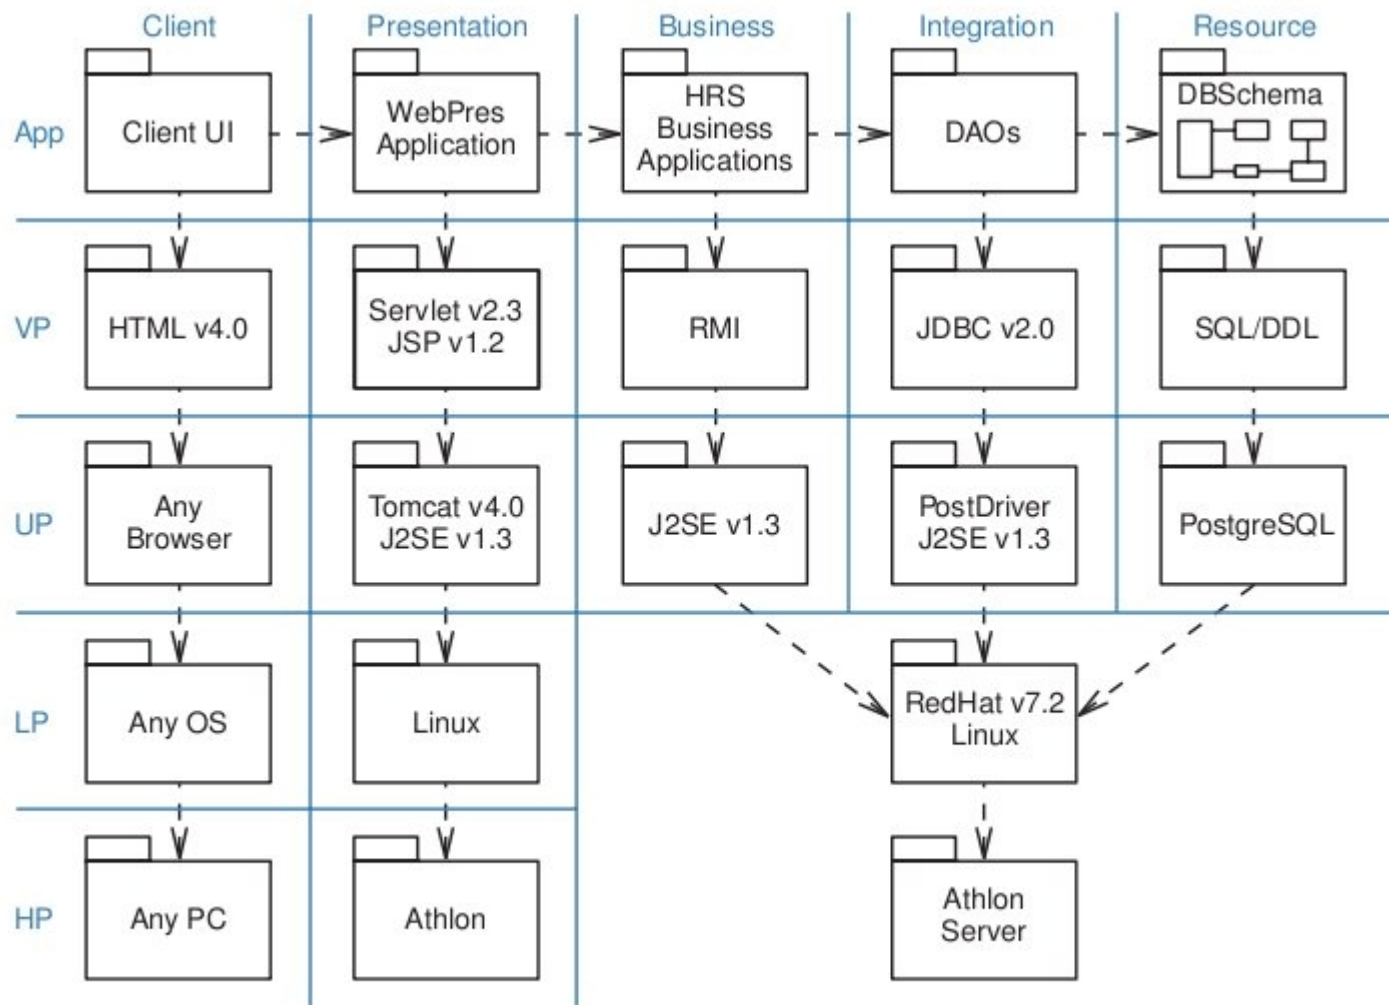 Client
Presentation
Business
Integration
Resource
App
Client UI
WebPres
Application
HRS
Business
Applications
DAOs
DBSchema
VP
HTML v4.0
Servlet v2.3
JSP v1.2
RMI
JDBC v2.0
SQL/DDL
UP
Any
Browser
Tomcat v4.0
J2SE v1.3
J2SE v1.3
PostDriver
J2SE v1.3
PostgreSQL
LP
Any OS
Linux
RedHat v7.2
Linux
HP
Any PC
Athlon
Athlon
Server